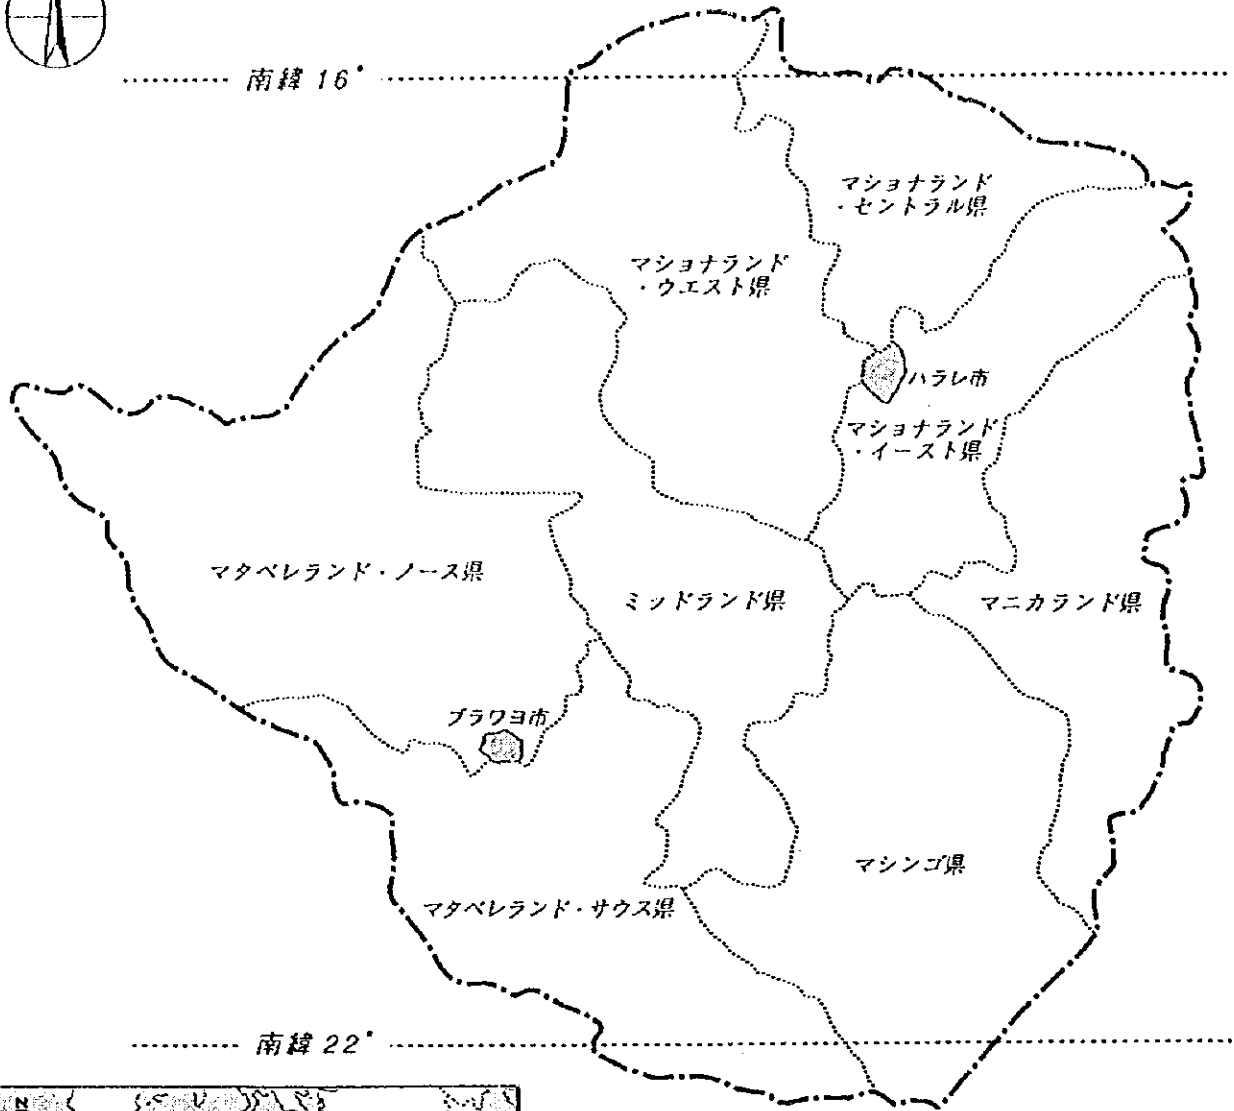 南緯 16°
マショナランド
・セントラル県
マショナランド
・ウエスト県
ハラレ市
マショナランド
・イースト県
マタベレランド・ノース県
ミッドランド県
マニカランド県
ブラワヨ市
マシンゴ県
マタベレランド・サウス県
南緯 22°